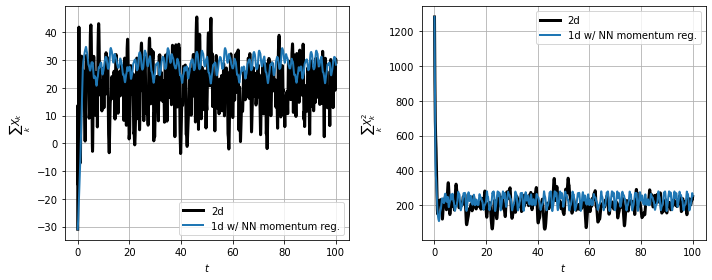 40
30
20
10
0
−10
−20
−30
∑ X_k
k
0 20 40 60 80 100
t
2d
1d w/ NN momentum reg.
1200
1000
800
600
400
200
∑ X_k^2
k
0 20 40 60 80 100
t
2d
1d w/ NN momentum reg.